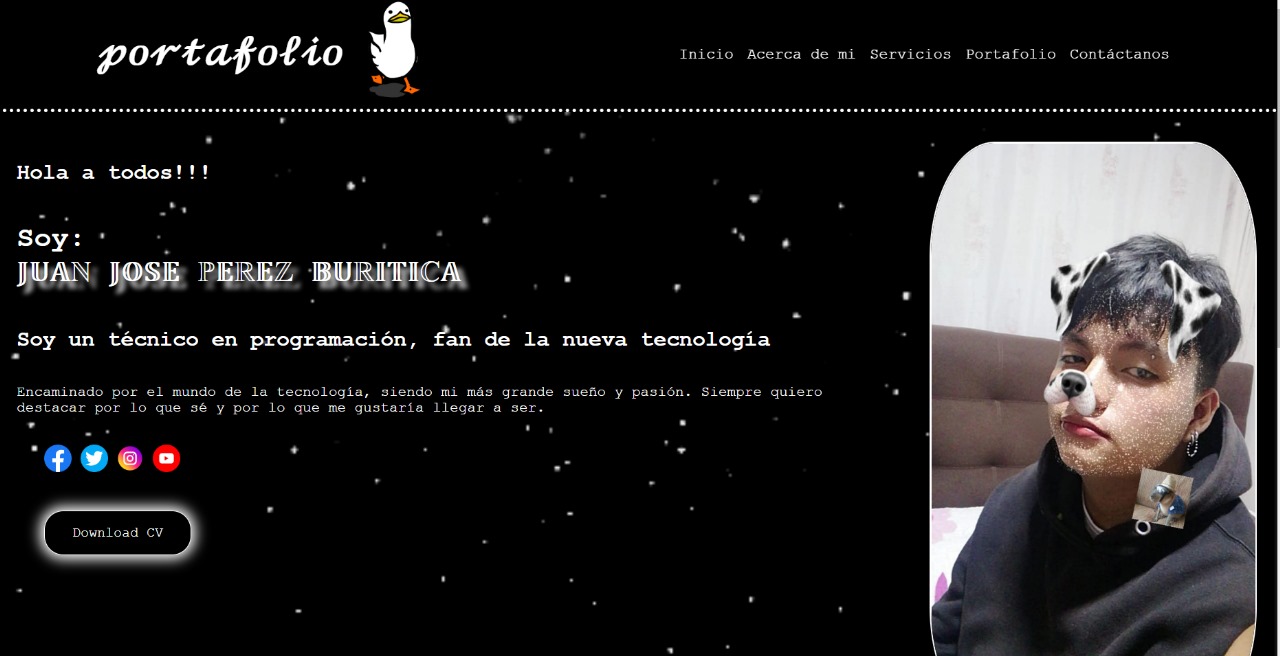 portafolio
Inicio Acerca de mi Servicios Portafolio Contáctanos
Hola a todos!!!
Soy:
JUAN JOSE PEREZ BURITICA
Soy un técnico en programación, fan de la nueva tecnología
Encaminado por el mundo de la tecnología, siendo mi más grande sueño y pasión. Siempre quiero
destacar por lo que sé y por lo que me gustaría llegar a ser.
Download CV